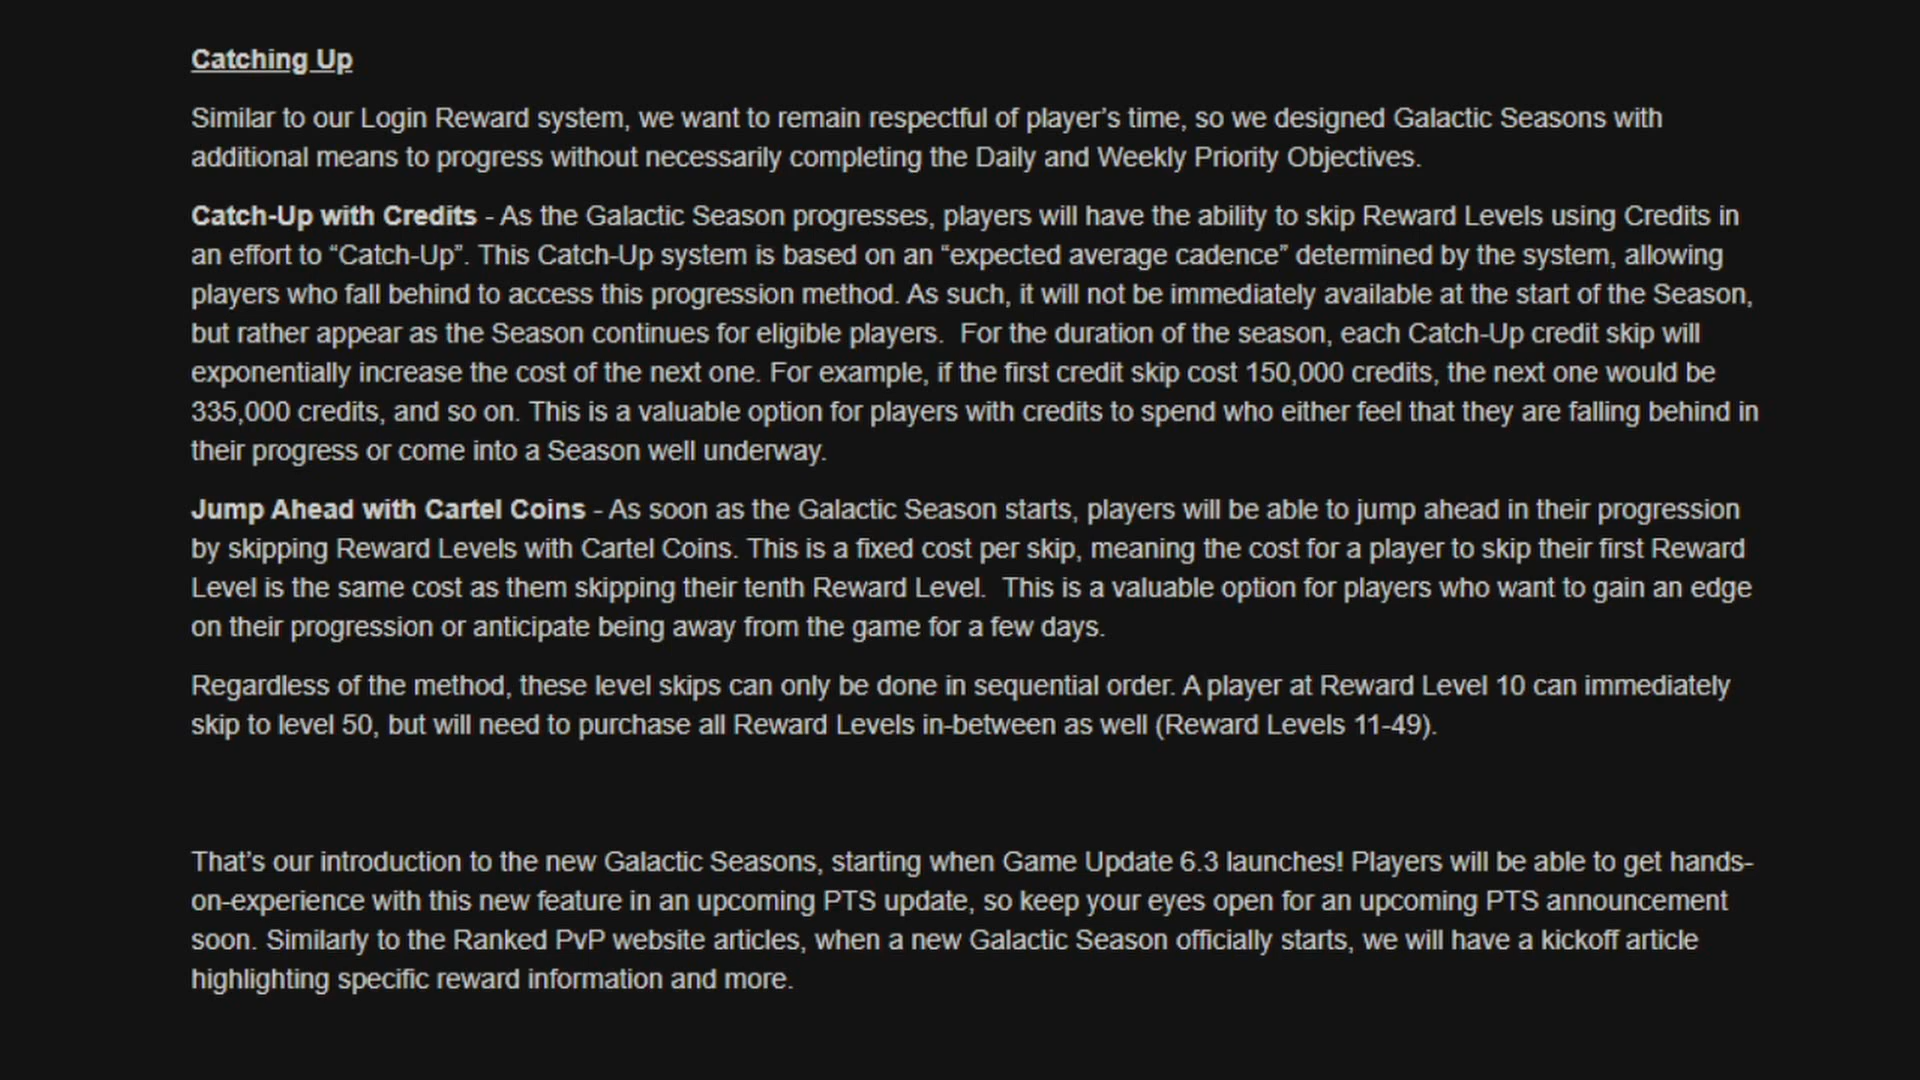 Catching Up
Similar to our Login Reward system, we want to remain respectful of player’s time, so we designed Galactic Seasons with
additional means to progress without necessarily completing the Daily and Weekly Priority Objectives.
Catch-Up with Credits - As the Galactic Season progresses, players will have the ability to skip Reward Levels using Credits in
an effort to “Catch-Up”. This Catch-Up system is based on an “expected average cadence” determined by the system, allowing
players who fall behind to access this progression method. As such, it will not be immediately available at the start of the Season,
but rather appear as the Season continues for eligible players.  For the duration of the season, each Catch-Up credit skip will
exponentially increase the cost of the next one. For example, if the first credit skip cost 150,000 credits, the next one would be
335,000 credits, and so on. This is a valuable option for players with credits to spend who either feel that they are falling behind in
their progress or come into a Season well underway.
Jump Ahead with Cartel Coins - As soon as the Galactic Season starts, players will be able to jump ahead in their progression
by skipping Reward Levels with Cartel Coins. This is a fixed cost per skip, meaning the cost for a player to skip their first Reward
Level is the same cost as them skipping their tenth Reward Level.  This is a valuable option for players who want to gain an edge
on their progression or anticipate being away from the game for a few days.
Regardless of the method, these level skips can only be done in sequential order. A player at Reward Level 10 can immediately
skip to level 50, but will need to purchase all Reward Levels in-between as well (Reward Levels 11-49).
That’s our introduction to the new Galactic Seasons, starting when Game Update 6.3 launches! Players will be able to get hands-
on-experience with this new feature in an upcoming PTS update, so keep your eyes open for an upcoming PTS announcement
soon. Similarly to the Ranked PvP website articles, when a new Galactic Season officially starts, we will have a kickoff article
highlighting specific reward information and more.